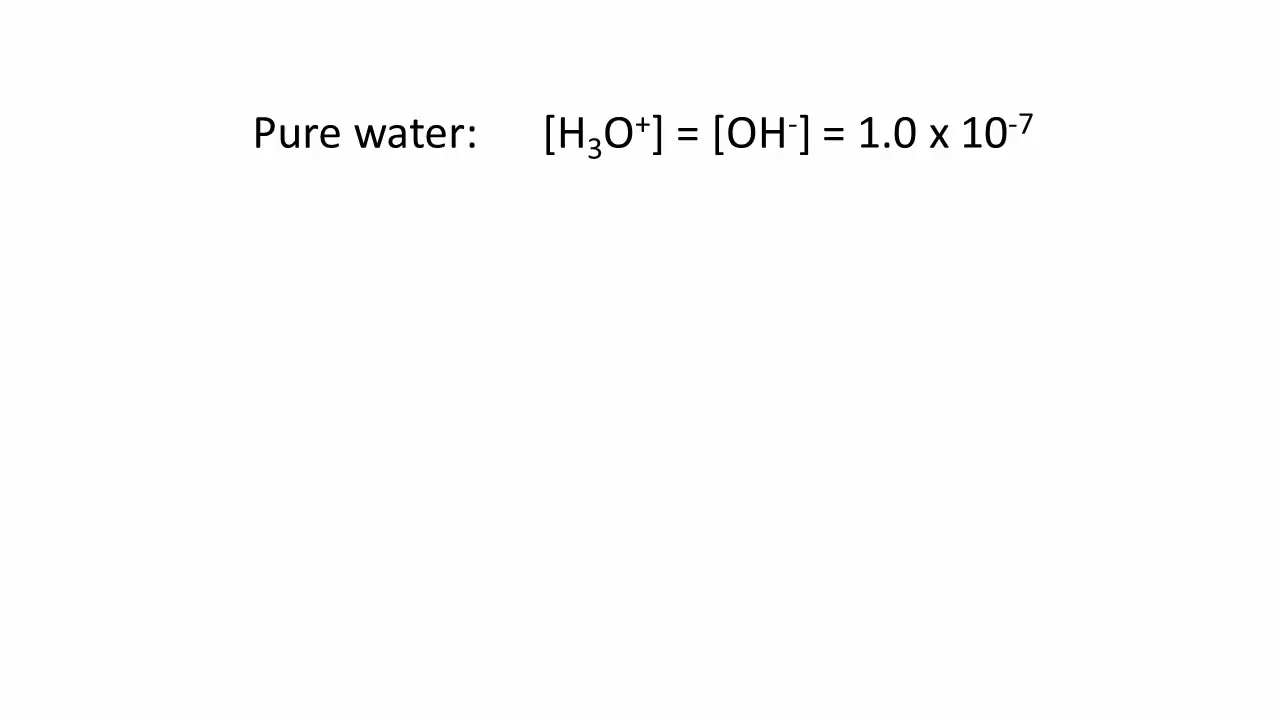 Pure water: [H₃O⁺] = [OH⁻] = 1.0 x 10⁻⁷